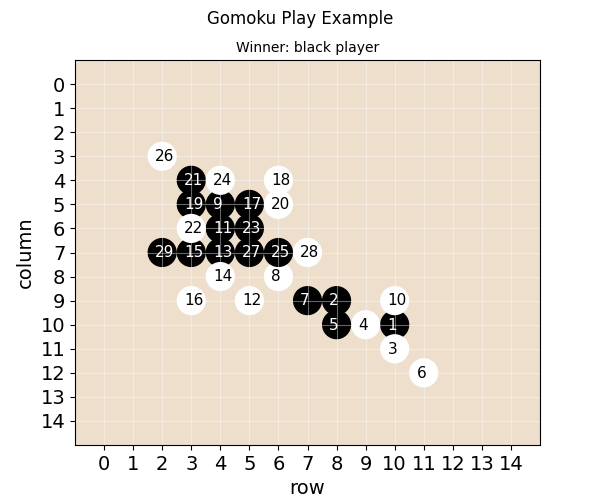 Gomoku Play Example
Winner: black player
0
1
2
3 26
4 21 24 18
5 19 9 17 20
6 22 11 23
7 29 15 13 27 25 28
8 14 8
9 16 12 7 2 10
10 5 4 1
11 3
12 6
13
14
column
0 1 2 3 4 5 6 7 8 9 10 11 12 13 14
row